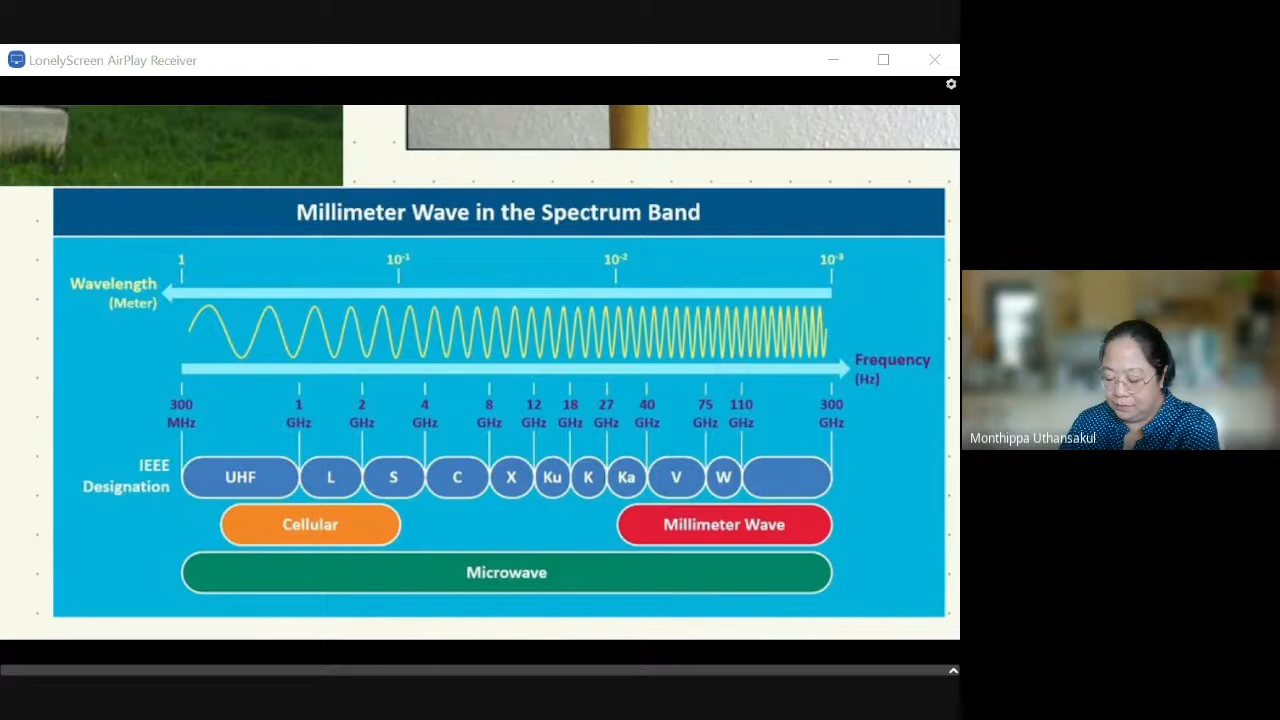 LonelyScreen AirPlay Receiver
Millimeter Wave in the Spectrum Band
1 10⁻¹ 10⁻² 10⁻³
Wavelength
(Meter)
Frequency
(Hz)
300 MHz
1 GHz
2 GHz
4 GHz
8 GHz
12 GHz
18 GHz
27 GHz
40 GHz
75 GHz
110 GHz
300 GHz
IEEE
Designation
UHF L S C X Ku K Ka V W
Cellular Millimeter Wave
Microwave
Monthippa Uthansakul